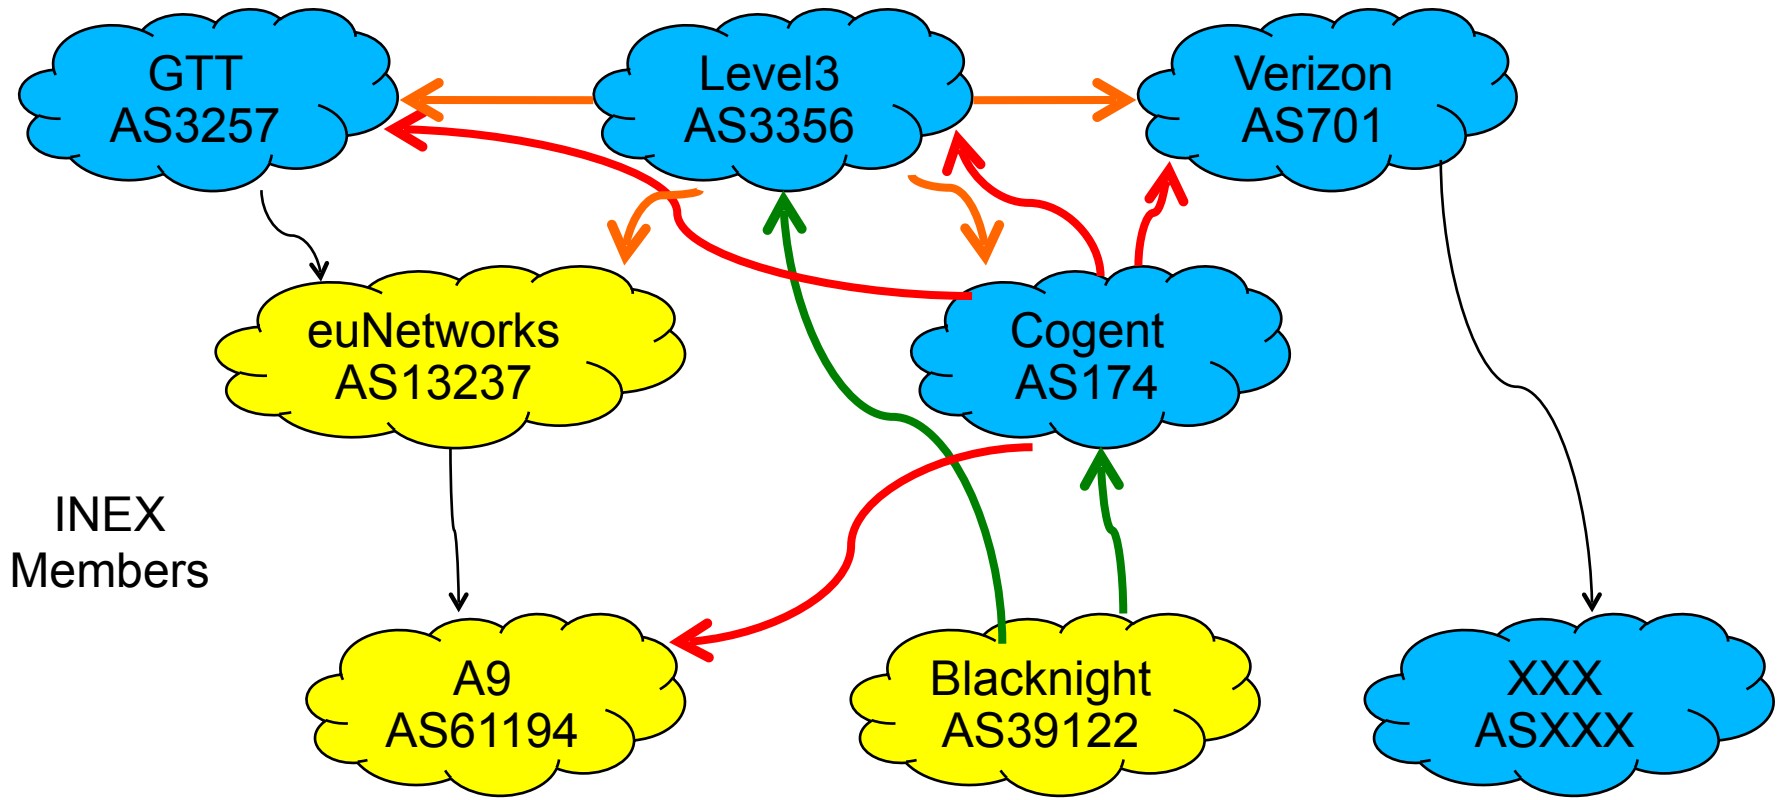 GTT
AS3257
Level3
AS3356
Verizon
AS701
euNetworks
AS13237
Cogent
AS174
INEX
Members
A9
AS61194
Blacknight
AS39122
XXX
ASXXX